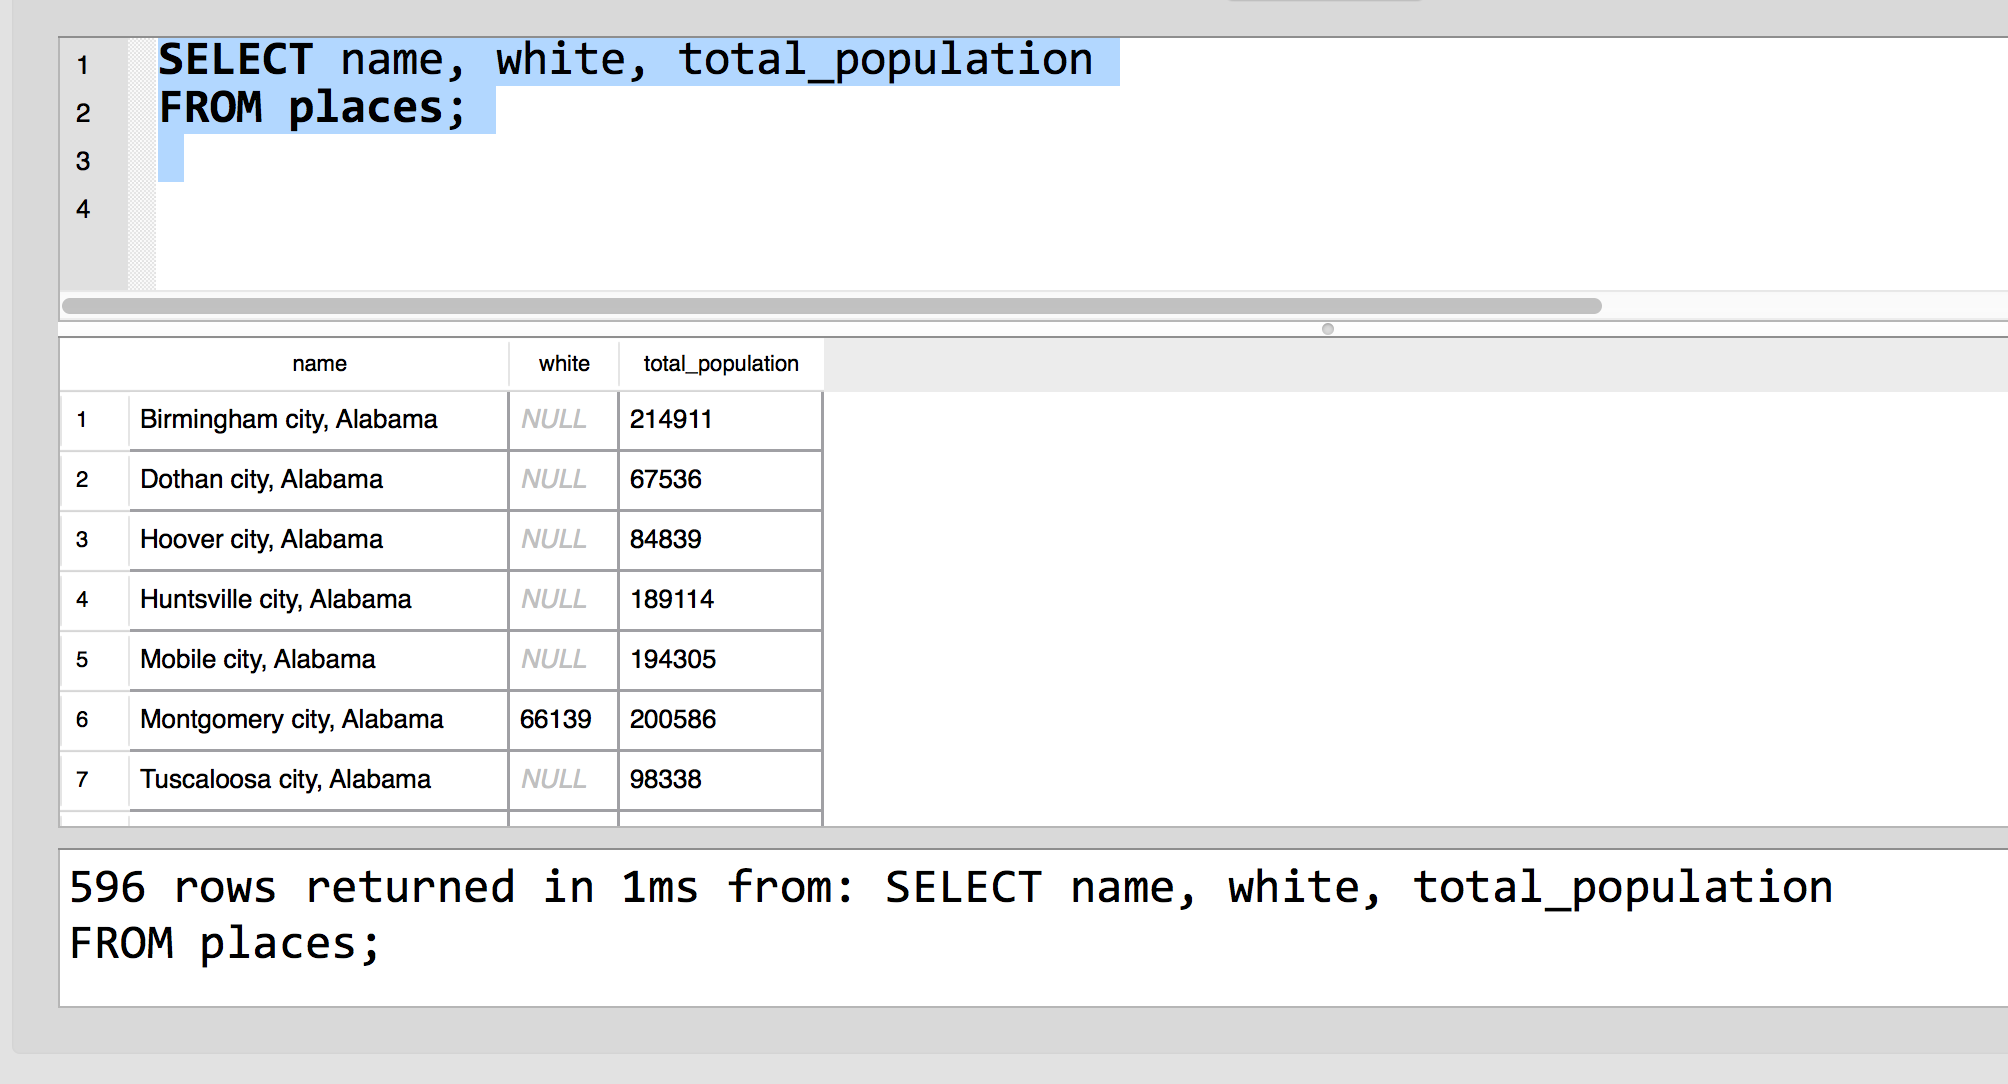 1 SELECT name, white, total_population
2 FROM places;
3
4
name white total_population
1 Birmingham city, Alabama NULL 214911
2 Dothan city, Alabama NULL 67536
3 Hoover city, Alabama NULL 84839
4 Huntsville city, Alabama NULL 189114
5 Mobile city, Alabama NULL 194305
6 Montgomery city, Alabama 66139 200586
7 Tuscaloosa city, Alabama NULL 98338
596 rows returned in 1ms from: SELECT name, white, total_population
FROM places;